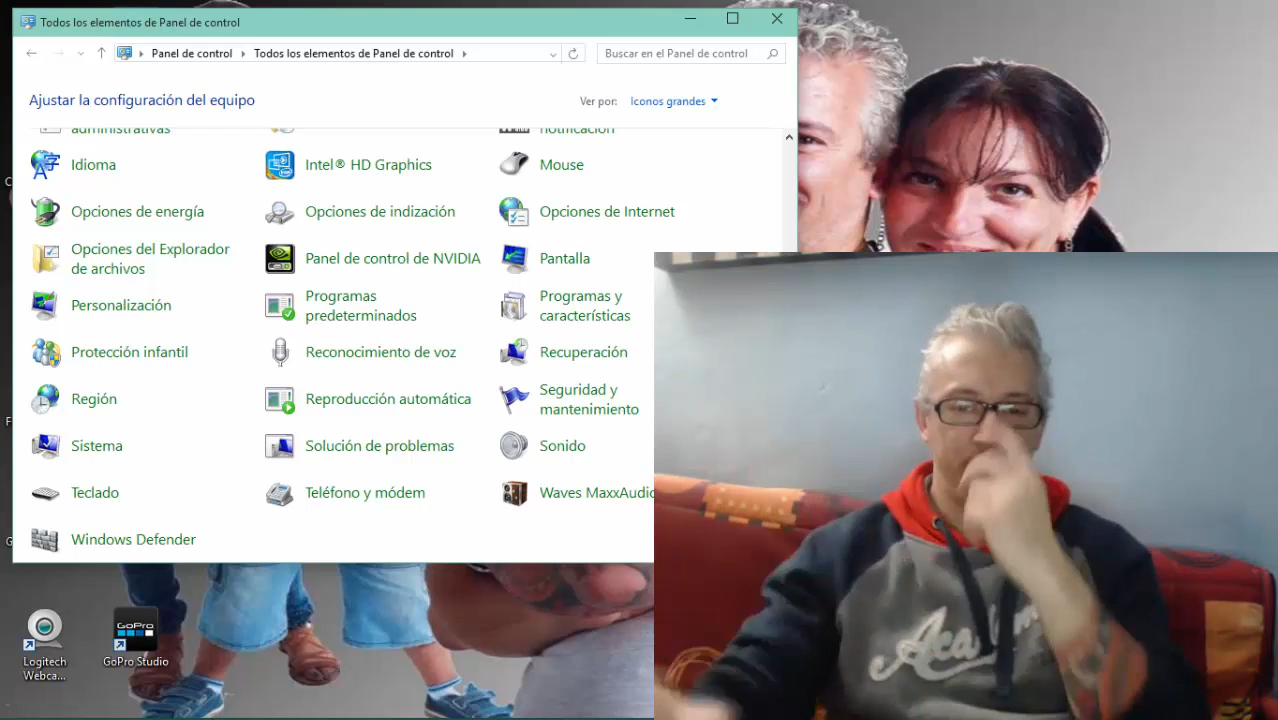 Todos los elementos de Panel de control
Panel de control
Todos los elementos de Panel de control
Buscar en el Panel de control
Ajustar la configuración del equipo
Ver por:
Iconos grandes
administrativas
notificación
Idioma
Intel® HD Graphics
Mouse
Opciones de energía
Opciones de indización
Opciones de Internet
Opciones del Explorador
de archivos
Panel de control de NVIDIA
Pantalla
Personalización
Programas
predeterminados
Programas y
características
Protección infantil
Reconocimiento de voz
Recuperación
Región
Reproducción automática
Seguridad y
mantenimiento
Sistema
Solución de problemas
Sonido
Teclado
Teléfono y módem
Waves MaxxAudio
Windows Defender
GoPro
Logitech
Webca...
GoPro Studio